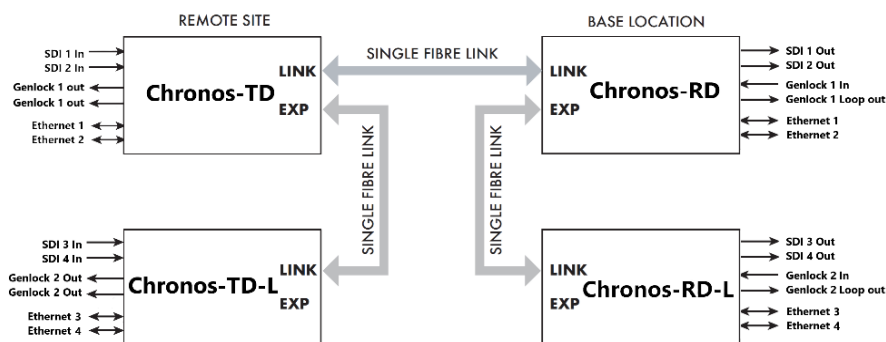 REMOTE SITE
BASE LOCATION
SDI 1 In
SDI 2 In
Genlock 1 out
Genlock 1 out
Ethernet 1
Ethernet 2
Chronos-TD
LINK
EXP
SINGLE FIBRE LINK
LINK
EXP
Chronos-RD
SDI 1 Out
SDI 2 Out
Genlock 1 In
Genlock 1 Loop out
Ethernet 1
Ethernet 2
SINGLE FIBRE LINK
SINGLE FIBRE LINK
SDI 3 In
SDI 4 In
Genlock 2 Out
Genlock 2 Out
Ethernet 3
Ethernet 4
Chronos-TD-L
LINK
EXP
LINK
EXP
Chronos-RD-L
SDI 3 Out
SDI 4 Out
Genlock 2 In
Genlock 2 Loop out
Ethernet 3
Ethernet 4